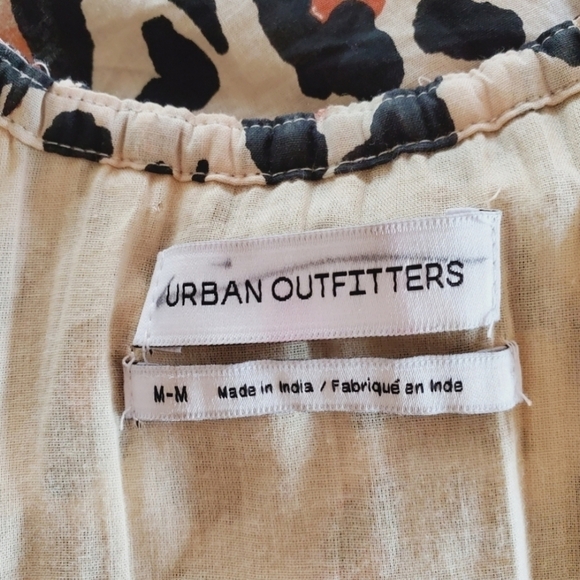 URBAN OUTFITTERS
M-M Made in India / Fabriqué en Inde